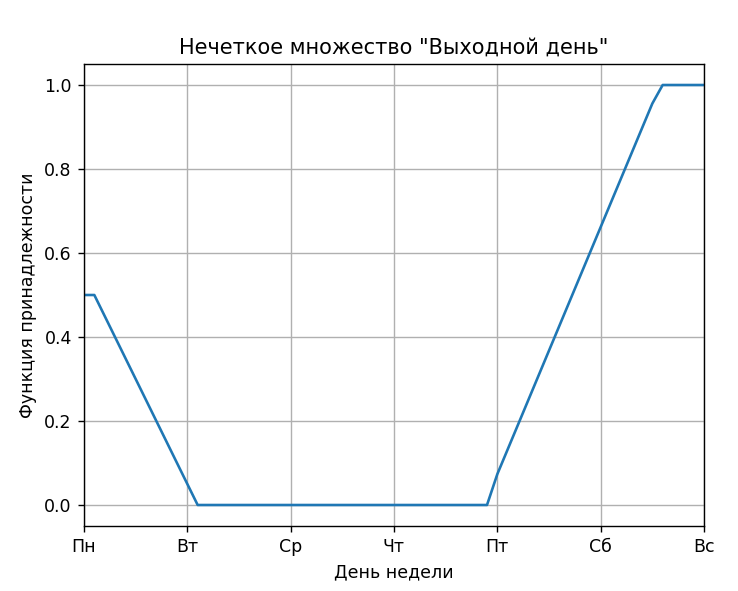 Нечеткое множество "Выходной день"
1.0
0.8
0.6
0.4
0.2
0.0
Функция принадлежности
Пн Вт Ср Чт Пт Сб Вс
День недели